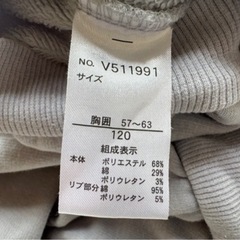 NO. V511991
サイズ
胸囲 57～63
120
組成表示
本体 ポリエステル 68%
綿 29%
ポリウレタン 3%
リブ部分 綿 95%
ポリウレタン 5%